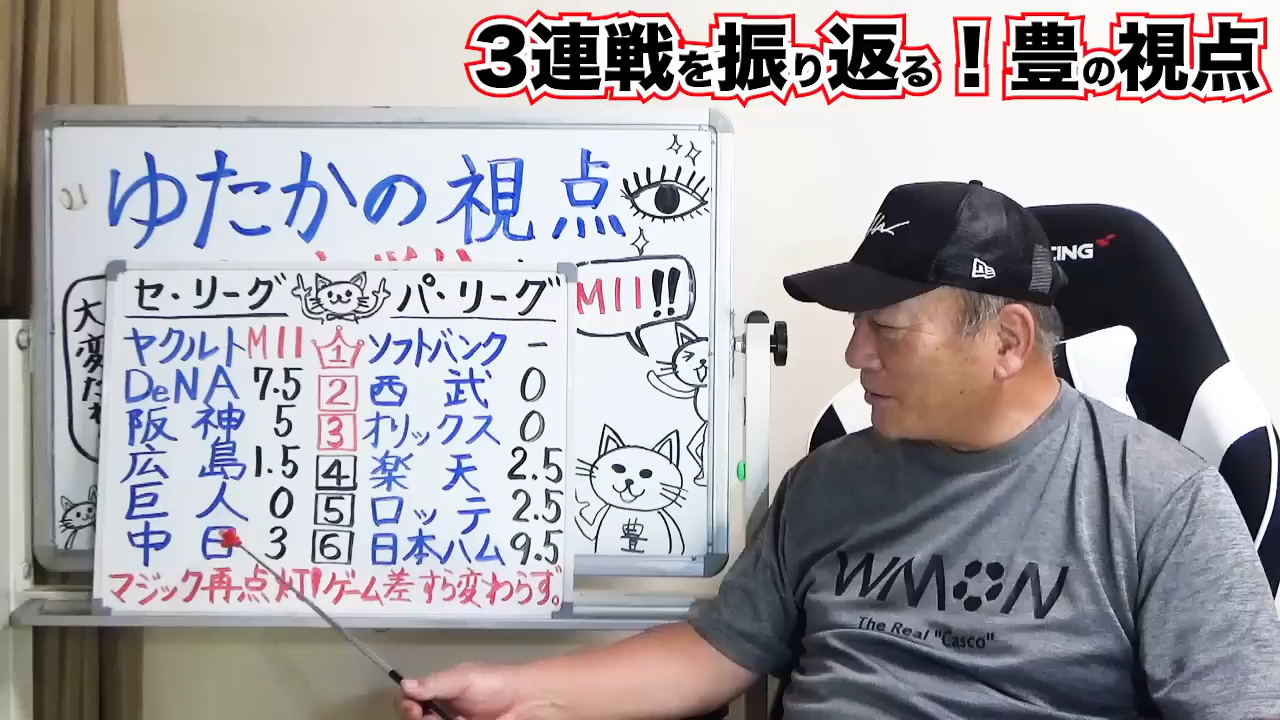 3連戦を振り返る!豊の視点
ゆたかの視点
大変だね
M11!!
セ・リーグ パ・リーグ
ヤクルト M11 1 ソフトバンク -
DeNA 7.5 2 西武 0
阪神 5 3 オリックス 0
広島 1.5 4 楽天 2.5
巨人 0 5 ロッテ 2.5
中日 3 6 日本ハム 9.5
マジック再点灯!ゲーム差すら変わらず。
豊
CING
WMON
The Real "Casco"